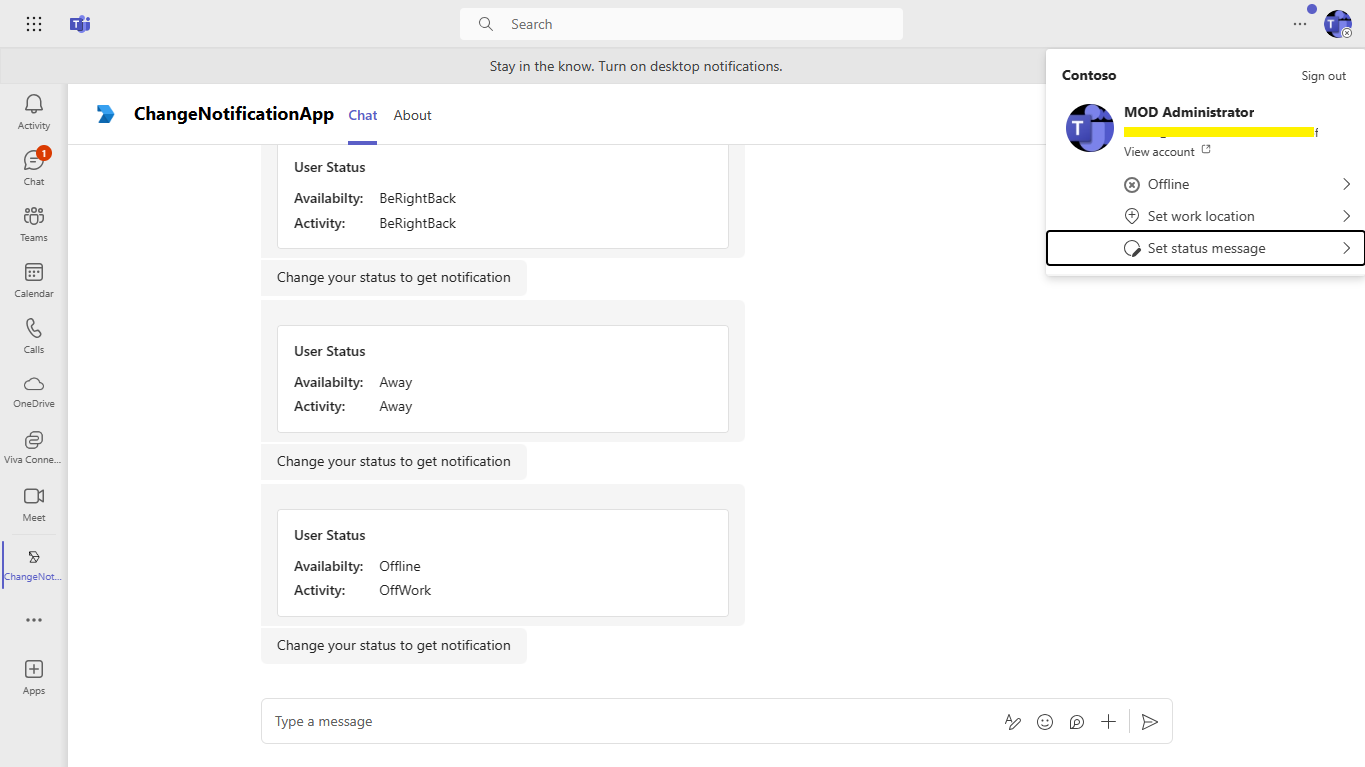 Search
Stay in the know. Turn on desktop notifications.
Contoso
Sign out
MOD Administrator
View account
Offline
Set work location
Set status message
Activity
1
Chat
Teams
Calendar
Calls
OneDrive
Viva Conne...
Meet
ChangeNot...
Apps
ChangeNotificationApp
Chat
About
User Status
Availabilty: BeRightBack
Activity: BeRightBack
Change your status to get notification
User Status
Availabilty: Away
Activity: Away
Change your status to get notification
User Status
Availabilty: Offline
Activity: OffWork
Change your status to get notification
Type a message